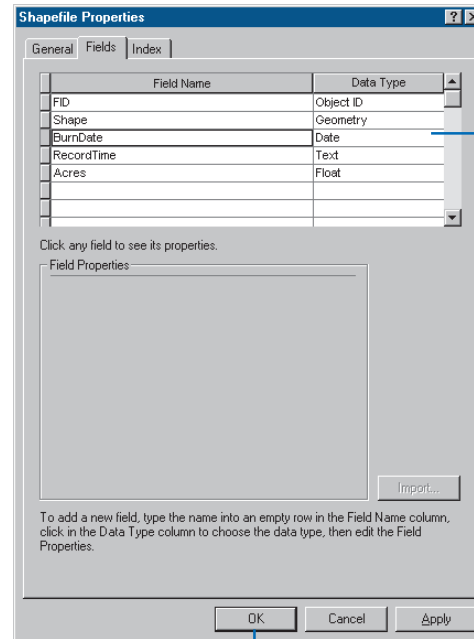 Shapefile Properties
General Fields Index
Field Name Data Type
FID Object ID
Shape Geometry
BurnDate Date
RecordTime Text
Acres Float
Click any field to see its properties.
Field Properties
Import...
To add a new field, type the name into an empty row in the Field Name column,
click in the Data Type column to choose the data type, then edit the Field
Properties.
OK Cancel Apply